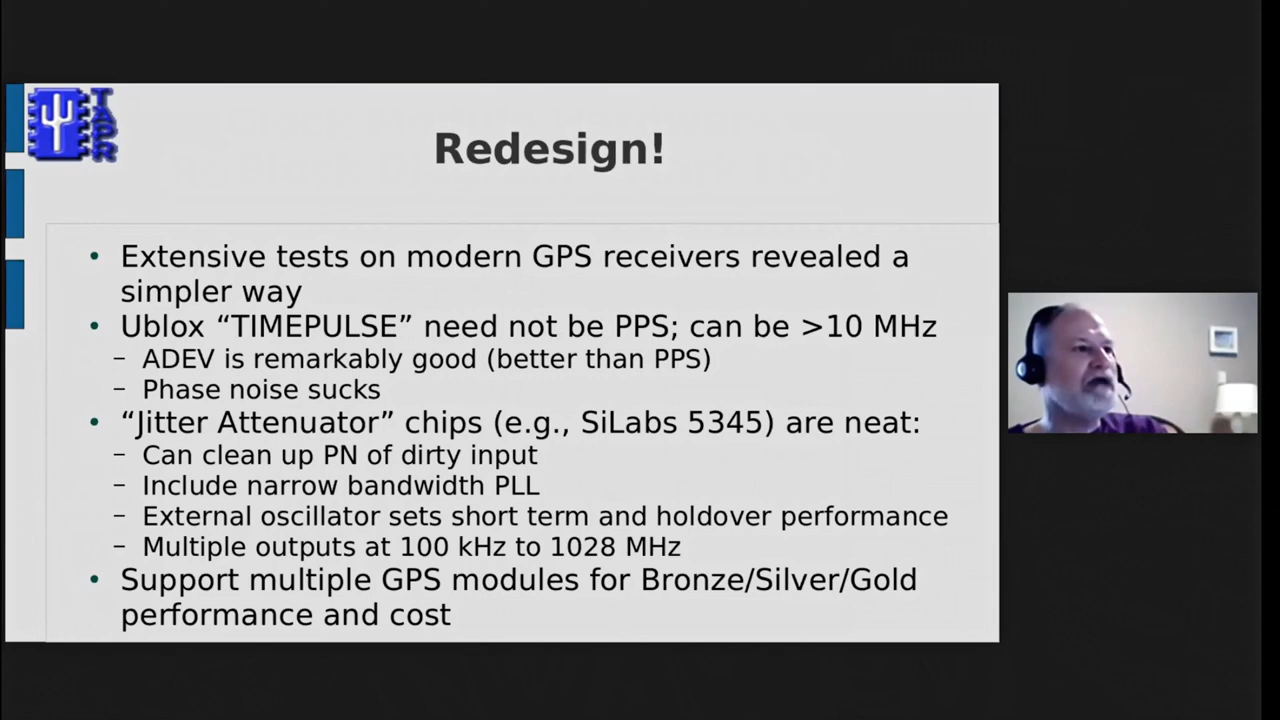 TAPR
Redesign!
• Extensive tests on modern GPS receivers revealed a
simpler way
• Ublox “TIMEPULSE” need not be PPS; can be >10 MHz
– ADEV is remarkably good (better than PPS)
– Phase noise sucks
• “Jitter Attenuator” chips (e.g., SiLabs 5345) are neat:
– Can clean up PN of dirty input
– Include narrow bandwidth PLL
– External oscillator sets short term and holdover performance
– Multiple outputs at 100 kHz to 1028 MHz
• Support multiple GPS modules for Bronze/Silver/Gold
performance and cost